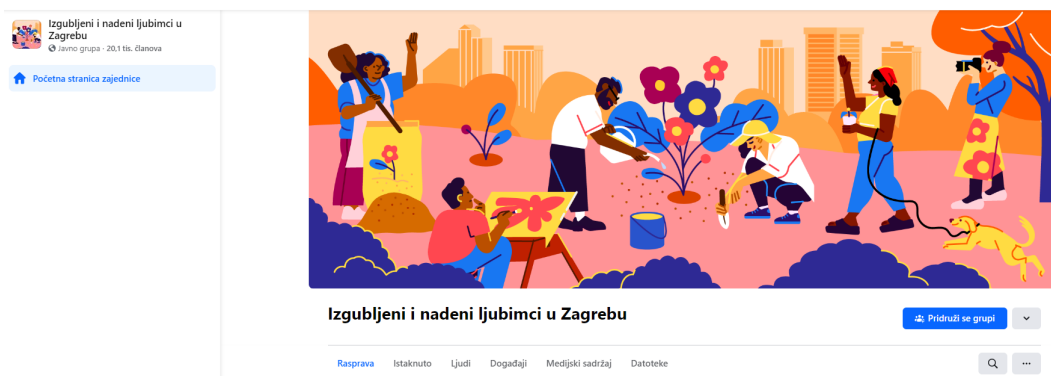 Izgubljeni i nađeni ljubimci u
Zagrebu
Javno grupa · 20,1 tis. članova
Početna stranica zajednice
Izgubljeni i nađeni ljubimci u Zagrebu
Pridruži se grupi
Rasprava Istaknuto Ljudi Događaji Medijski sadržaj Datoteke